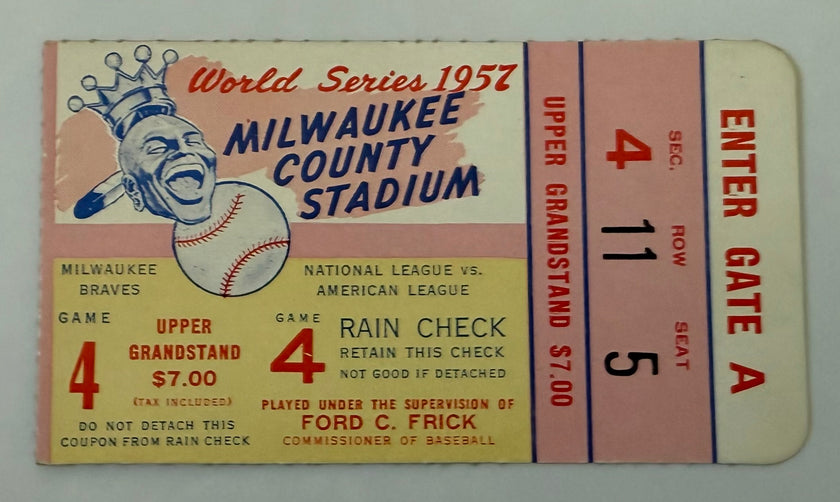 World Series 1957
MILWAUKEE
COUNTY
STADIUM
MILWAUKEE
BRAVES
NATIONAL LEAGUE VS.
AMERICAN LEAGUE
GAME
4
UPPER
GRANDSTAND
$7.00
(TAX INCLUDED)
DO NOT DETACH THIS
COUPON FROM RAIN CHECK
GAME
4
RAIN CHECK
RETAIN THIS CHECK
NOT GOOD IF DETACHED
PLAYED UNDER THE SUPERVISION OF
FORD C. FRICK
COMMISSIONER OF BASEBALL
UPPER GRANDSTAND $7.00
SEC. ROW SEAT
4 11 5
ENTER GATE A